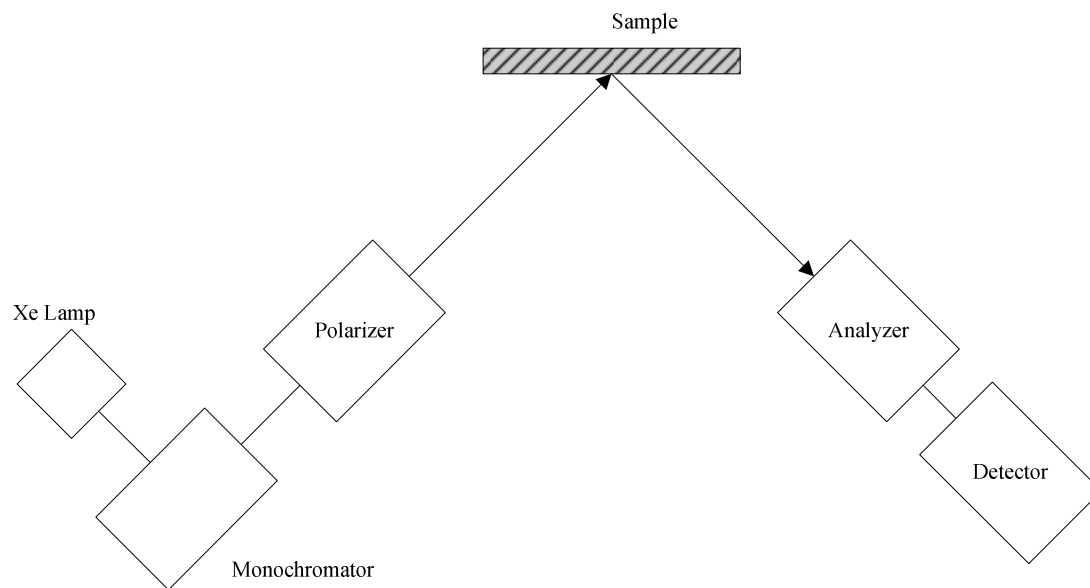 Sample
Xe Lamp
Polarizer
Analyzer
Detector
Monochromator